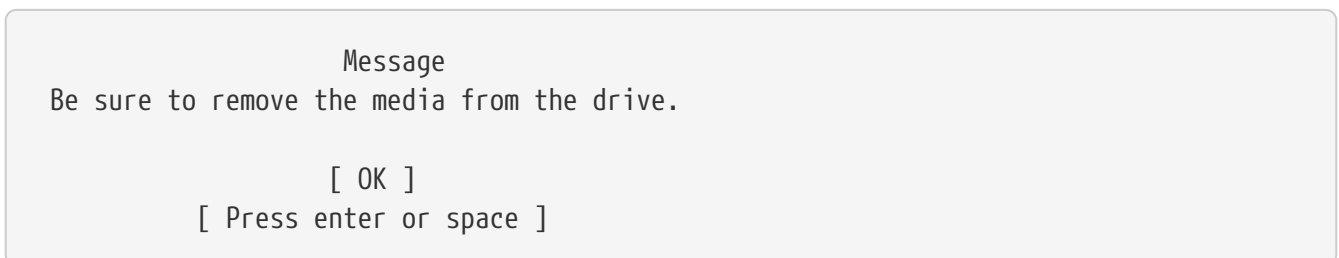 Message
Be sure to remove the media from the drive.
[ OK ]
[ Press enter or space ]